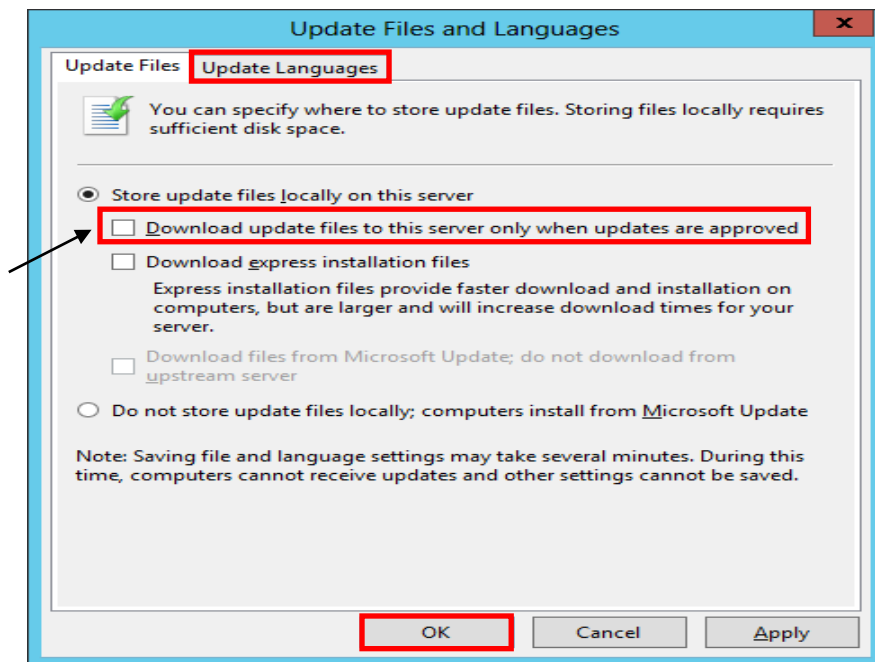 Update Files and Languages
x
Update Files
Update Languages
You can specify where to store update files. Storing files locally requires
sufficient disk space.
Store update files locally on this server
Download update files to this server only when updates are approved
Download express installation files
Express installation files provide faster download and installation on
computers, but are larger and will increase download times for your
server.
Download files from Microsoft Update; do not download from
upstream server
Do not store update files locally; computers install from Microsoft Update
Note: Saving file and language settings may take several minutes. During this
time, computers cannot receive updates and other settings cannot be saved.
OK
Cancel
Apply